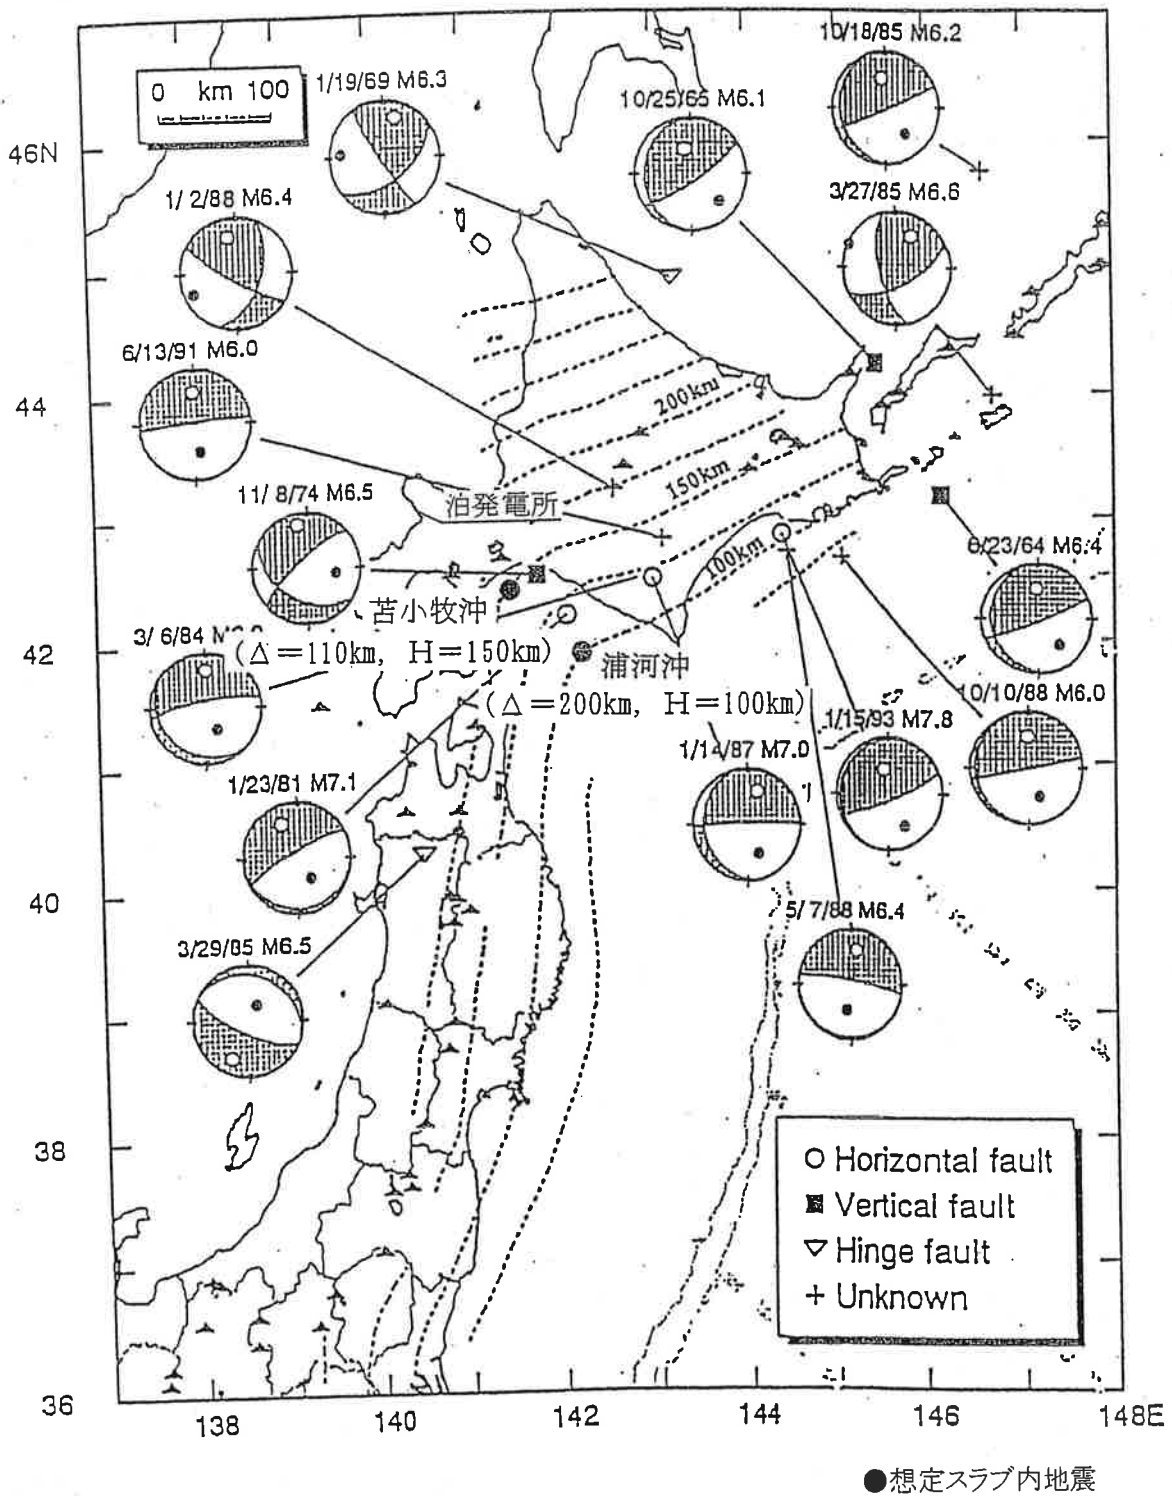 10/18/85 M6.2
0 km 100
1/19/69 M6.3
10/25/65 M6.1
46N
3/27/85 M6.6
1/ 2/88 M6.4
6/13/91 M6.0
200km
44
150km
11/ 8/74 M6.5
泊発電所
100km
6/23/64 M6.4
苫小牧沖
3/ 6/84
(Δ=110km, H=150km)
42
浦河沖
10/10/88 M6.0
(Δ=200km, H=100km)
1/15/93 M7.8
1/14/87 M7.0
1/23/81 M7.1
40
5/ 7/88 M6.4
3/29/85 M6.5
38
Horizontal fault
Vertical fault
Hinge fault
Unknown
36
138 140 142 144 146 148E
●想定スラブ内地震